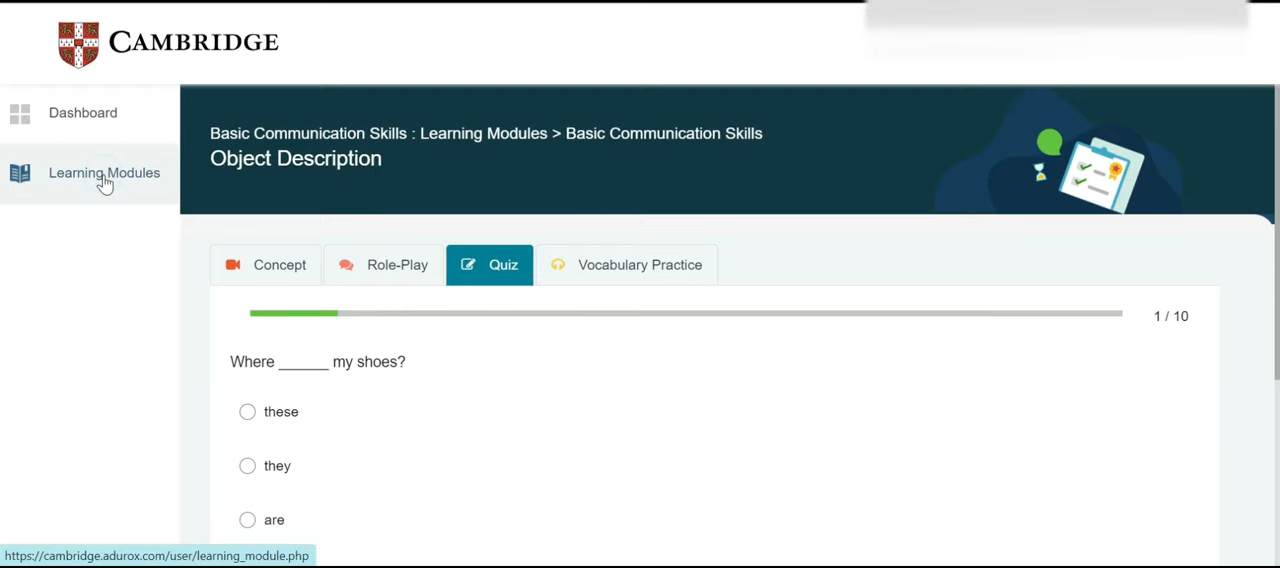 CAMBRIDGE
Dashboard
Learning Modules
Basic Communication Skills : Learning Modules > Basic Communication Skills
Object Description
Concept
Role-Play
Quiz
Vocabulary Practice
1 / 10
Where ______ my shoes?
these
they
are
https://cambridge.adurox.com/user/learning_module.php